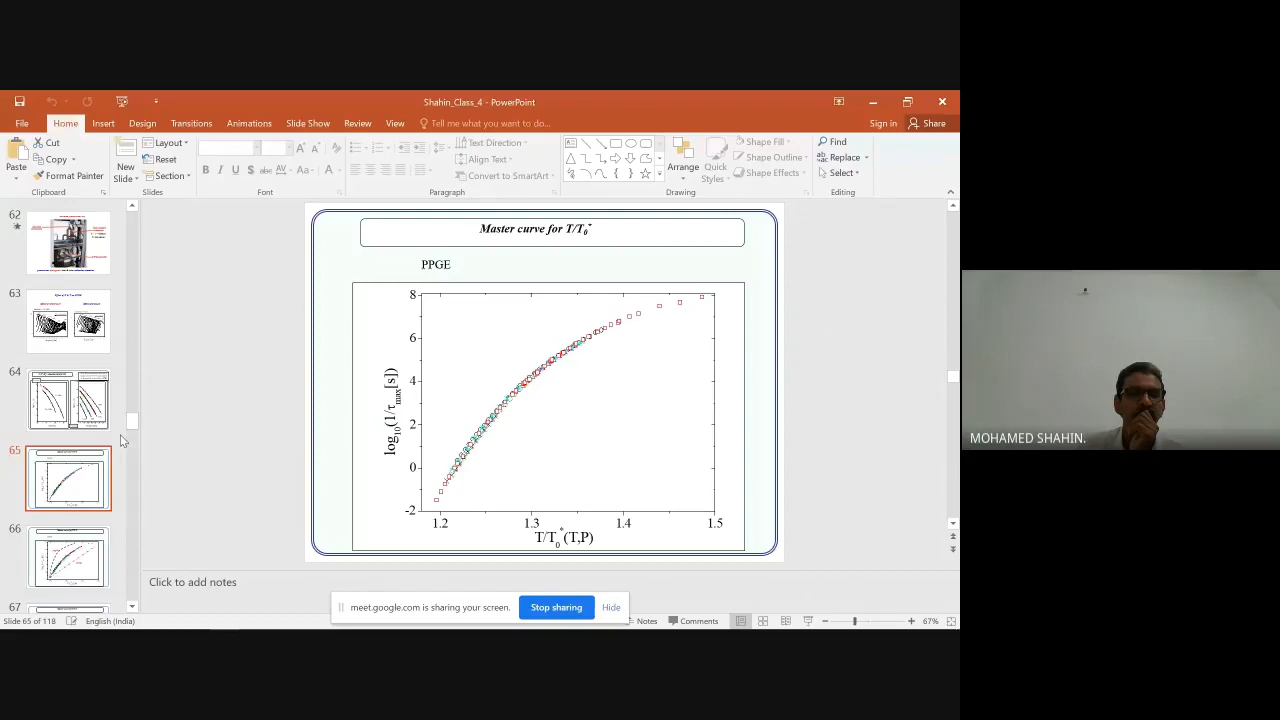 Shahin_Class_4 - PowerPoint
File Home Insert Design Transitions Animations Slide Show Review View Tell me what you want to do... Sign in Share
Paste
Cut
Copy
Format Painter
Clipboard
New Slide
Layout
Reset
Section
Slides
B I U S abc AV Aa A
Font
Text Direction
Align Text
Convert to SmartArt
Paragraph
Arrange
Quick Styles
Shape Fill
Shape Outline
Shape Effects
Drawing
Find
Replace
Select
Editing
62
63
64
65
66
67
Master curve for T/T₀*
PPGE
8
6
4
2
0
-2
log₁₀(1/τmax[s])
1.2 1.3 1.4 1.5
T/T₀*(T,P)
MOHAMED SHAHIN.
Click to add notes
meet.google.com is sharing your screen. Stop sharing Hide
Slide 65 of 118 English (India) Notes Comments 67%